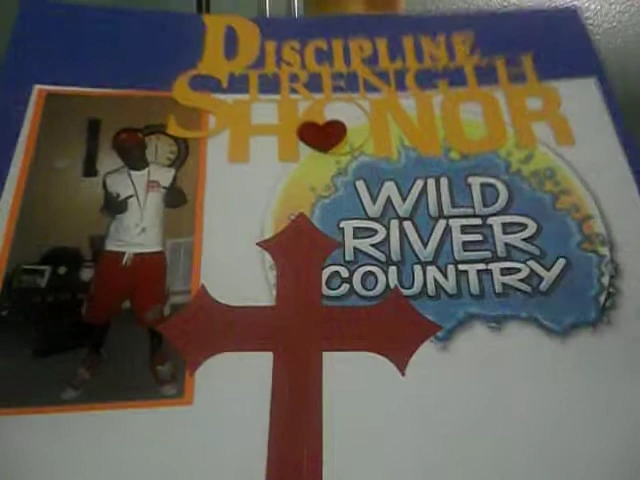 DISCIPLINE
STRENGTH
HONOR
WILD
RIVER
COUNTRY